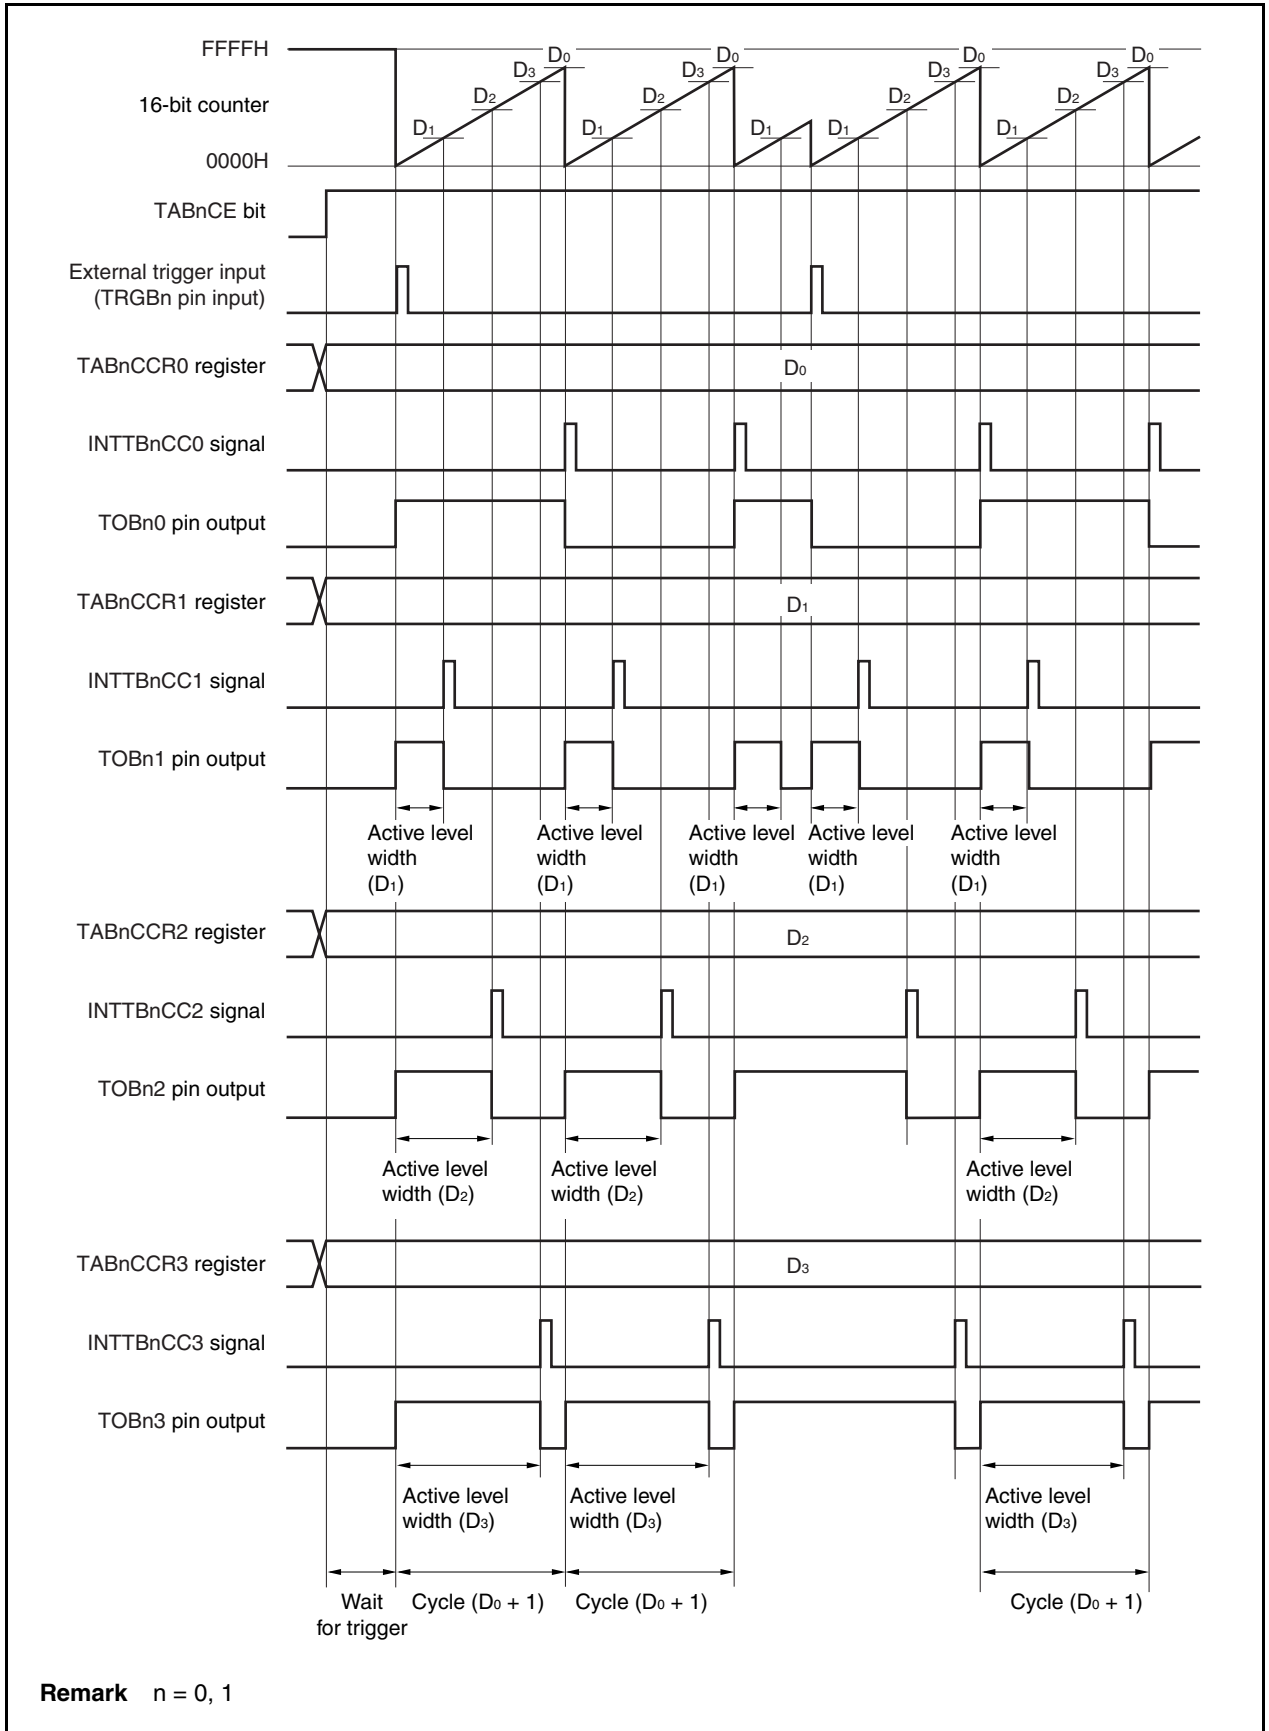 FFFFH
16-bit counter
0000H
D0 D0 D0 D0
D3 D3 D3 D3
D2 D2 D2 D2
D1 D1 D1 D1 D1
TABnCE bit
External trigger input
(TRGBn pin input)
TABnCCR0 register
D0
INTTBnCC0 signal
TOBn0 pin output
TABnCCR1 register
D1
INTTBnCC1 signal
TOBn1 pin output
Active level
width
(D1)
Active level
width
(D1)
Active level
width
(D1)
Active level
width
(D1)
Active level
width
(D1)
TABnCCR2 register
D2
INTTBnCC2 signal
TOBn2 pin output
Active level
width (D2)
Active level
width (D2)
Active level
width (D2)
TABnCCR3 register
D3
INTTBnCC3 signal
TOBn3 pin output
Active level
width (D3)
Active level
width (D3)
Active level
width (D3)
Wait
for trigger
Cycle (D0 + 1)
Cycle (D0 + 1)
Cycle (D0 + 1)
Remark n = 0, 1